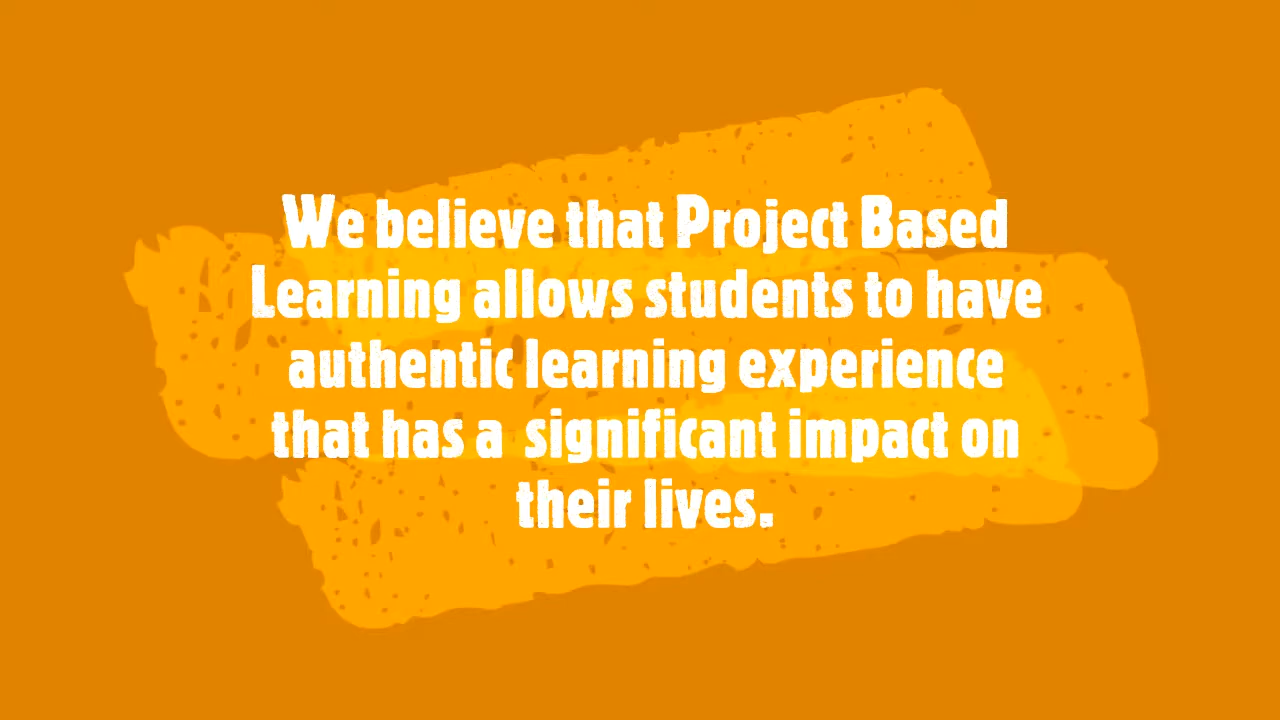 We believe that Project Based
Learning allows students to have
authentic learning experience
that has a  significant impact on
their lives.